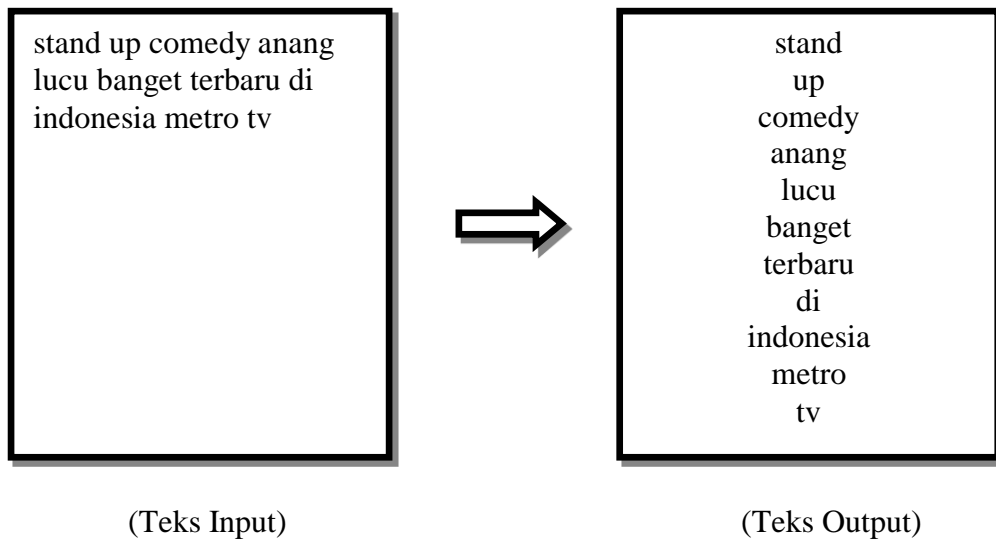 stand up comedy anang
lucu banget terbaru di
indonesia metro tv
stand
up
comedy
anang
lucu
banget
terbaru
di
indonesia
metro
tv
(Teks Input)
(Teks Output)